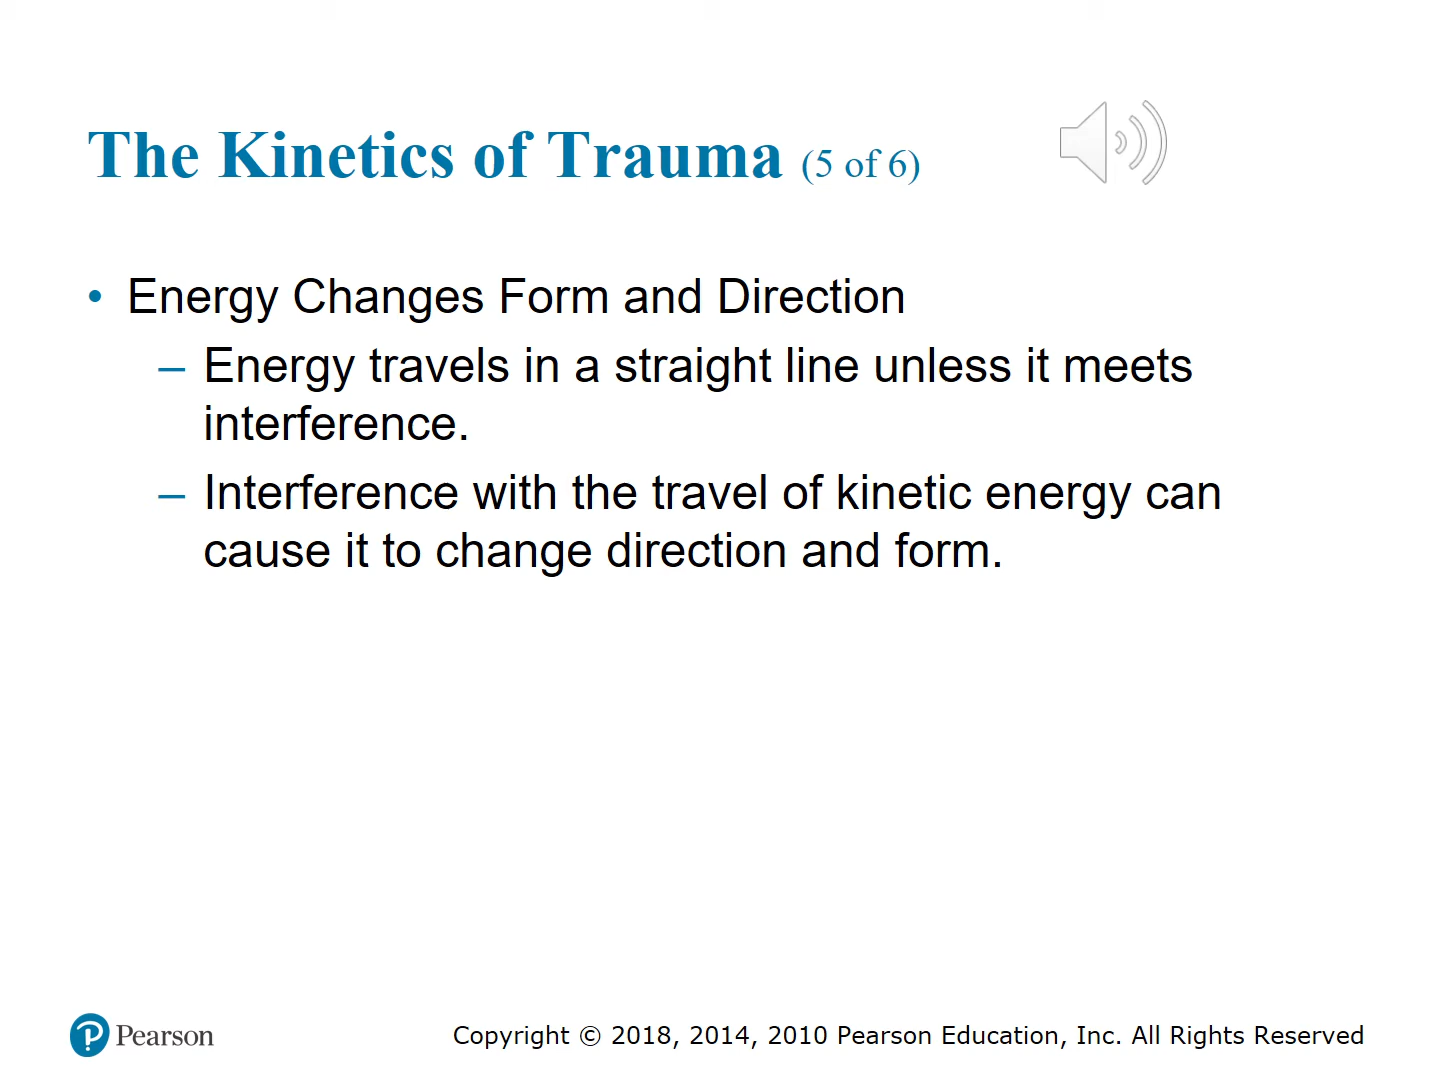 The Kinetics of Trauma (5 of 6)
• Energy Changes Form and Direction
– Energy travels in a straight line unless it meets
interference.
– Interference with the travel of kinetic energy can
cause it to change direction and form.
Pearson
Copyright © 2018, 2014, 2010 Pearson Education, Inc. All Rights Reserved